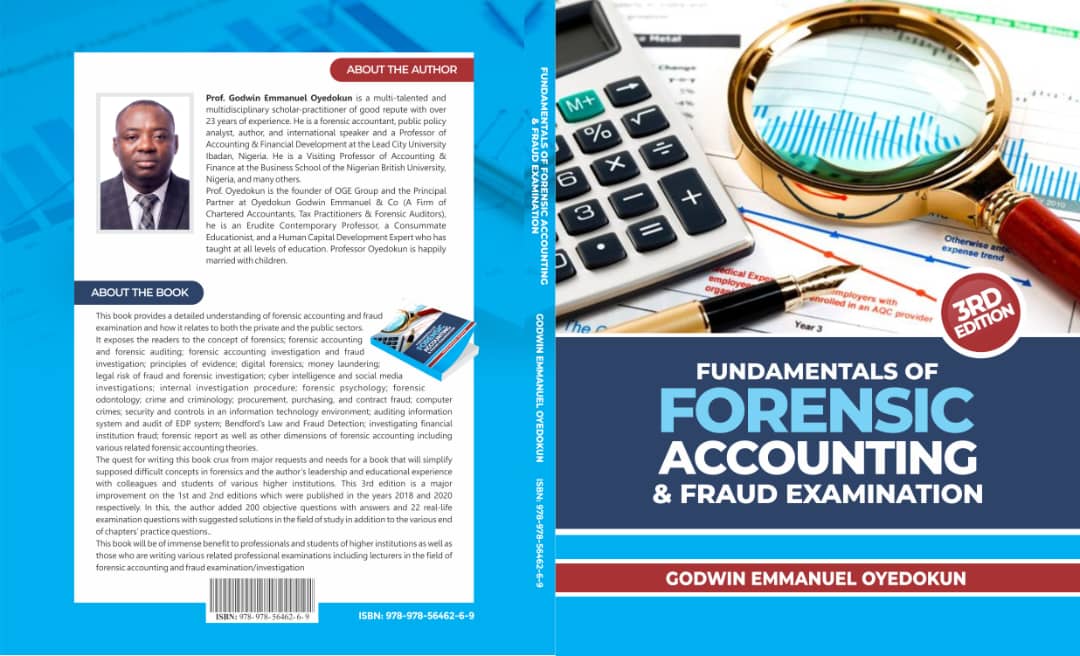 ABOUT THE AUTHOR
Prof. Godwin Emmanuel Oyedokun is a multi-talented and
multidisciplinary scholar-practitioner of good repute with over
23 years of experience. He is a forensic accountant, public policy
analyst, author, and international speaker and a Professor of
Accounting & Financial Development at the Lead City University
Ibadan, Nigeria. He is a Visiting Professor of Accounting &
Finance at the Business School of the Nigerian British University,
Nigeria, and many others.
Prof. Oyedokun is the founder of OGE Group and the Principal
Partner at Oyedokun Godwin Emmanuel & Co (A Firm of
Chartered Accountants, Tax Practitioners & Forensic Auditors),
he is an Erudite Contemporary Professor, a Consummate
Educationist, and a Human Capital Development Expert who has
taught at all levels of education. Professor Oyedokun is happily
married with children.
ABOUT THE BOOK
This book provides a detailed understanding of forensic accounting and fraud
examination and how it relates to both the private and the public sectors.
It exposes the readers to the concept of forensics; forensic accounting
and forensic auditing; forensic accounting investigation and fraud
investigation; principles of evidence; digital forensics; money laundering;
legal risk of fraud and forensic investigation; cyber intelligence and social media
investigations; internal investigation procedure; forensic psychology; forensic
odontology; crime and criminology; procurement, purchasing, and contract fraud; computer
crimes; security and controls in an information technology environment; auditing information
system and audit of EDP system; Bendford's Law and Fraud Detection; investigating financial
institution fraud; forensic report as well as other dimensions of forensic accounting including
various related forensic accounting theories.
The quest for writing this book crux from major requests and needs for a book that will simplify
supposed difficult concepts in forensics and the author's leadership and educational experience
with colleagues and students of various higher institutions. This 3rd edition is a major
improvement on the 1st and 2nd editions which were published in the years 2018 and 2020
respectively. In this, the author added 200 objective questions with answers and 22 real-life
examination questions with suggested solutions in the field of study in addition to the various end
of chapters' practice questions..
This book will be of immense benefit to professionals and students of higher institutions as well as
those who are writing various related professional examinations including lecturers in the field of
forensic accounting and fraud examination/investigation
ISBN: 978- 978- 56462- 6- 9
ISBN: 978-978-56462-6-9
FUNDAMENTALS OF FORENSIC ACCOUNTING
& FRAUD EXAMINATION
GODWIN EMMANUEL OYEDOKUN
ISBN: 978-978-56462-6-9
Metal
Change
M+
→
%
√
6
×
÷
3
−
+
0
•
=
2010
Otherwise
expense trend
employers with
enrolled in an AQC provider
Year 3
3RD
EDITION
FUNDAMENTALS OF
FORENSIC
ACCOUNTING
& FRAUD EXAMINATION
GODWIN EMMANUEL OYEDOKUN